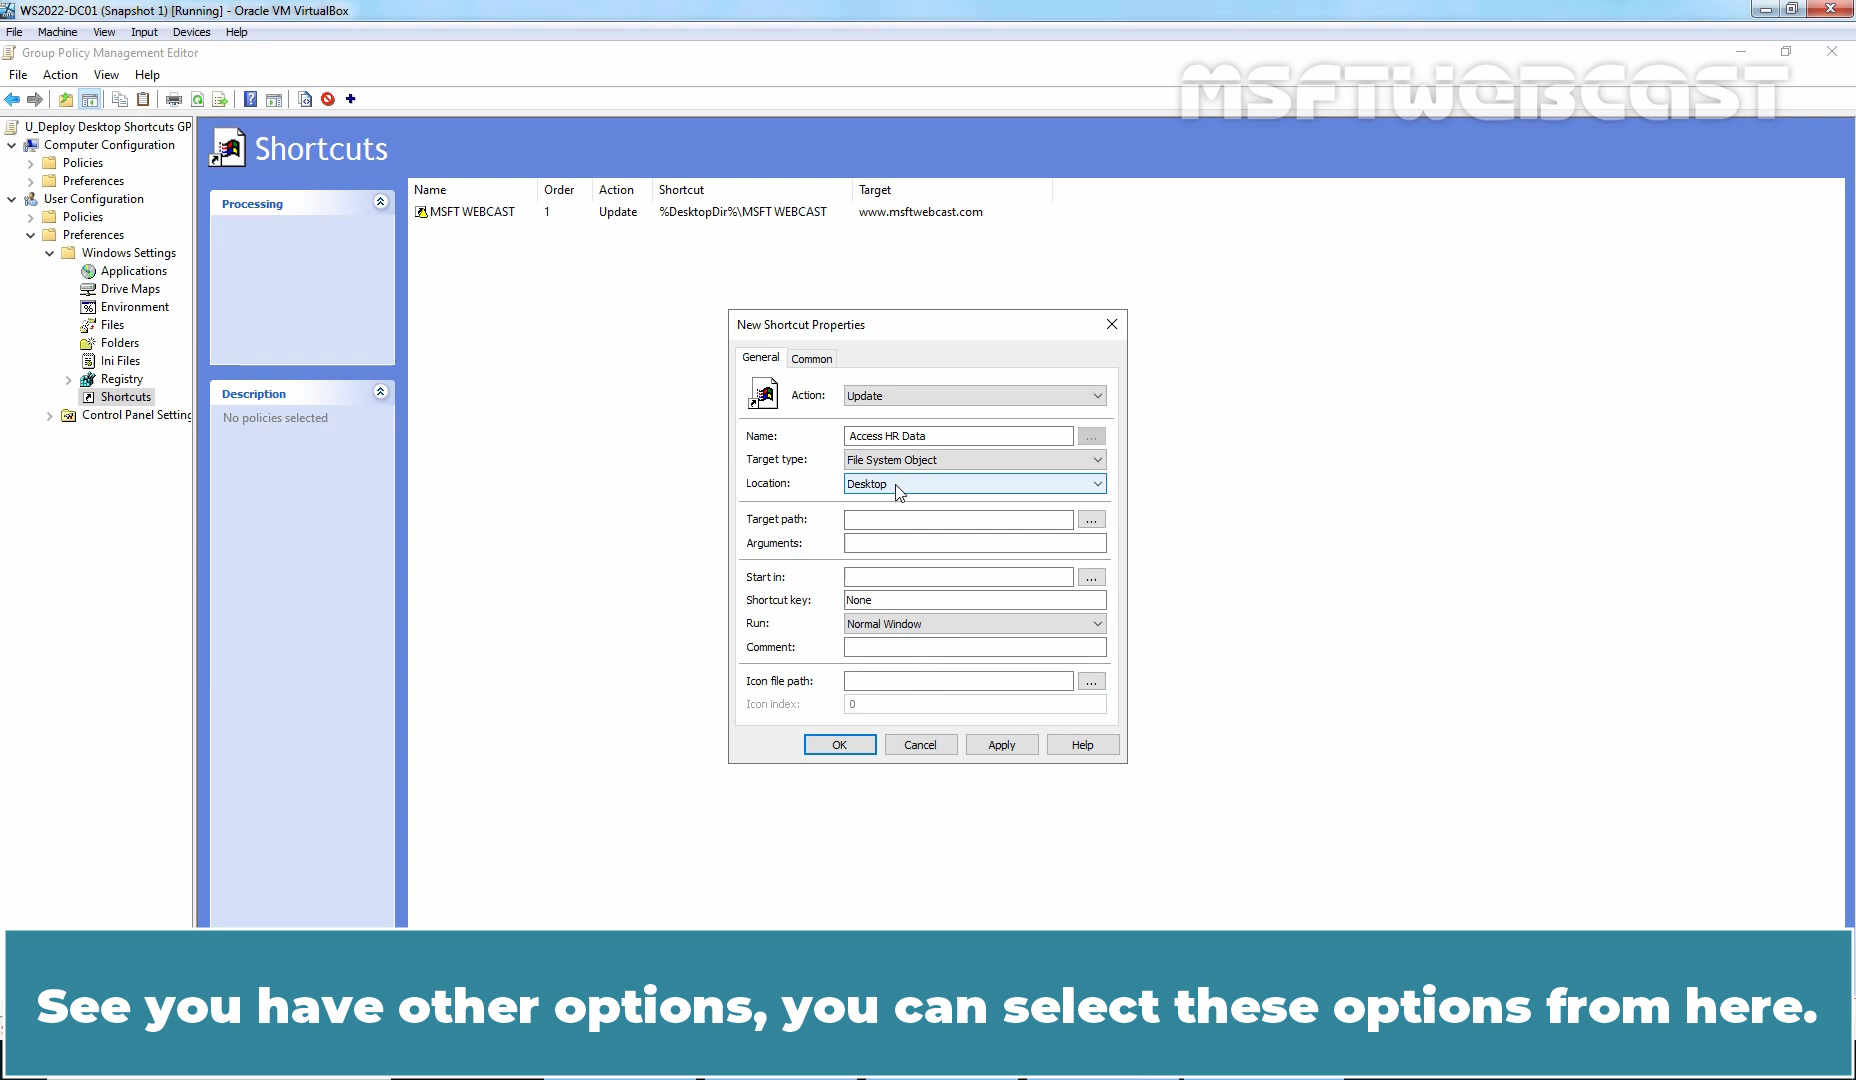 WS2022-DC01 (Snapshot 1) [Running] - Oracle VM VirtualBox
File Machine View Input Devices Help
Group Policy Management Editor
MSFTWEBCAST
File Action View Help
U_Deploy Desktop Shortcuts GP
Computer Configuration
Policies
Preferences
User Configuration
Policies
Preferences
Windows Settings
Applications
Drive Maps
Environment
Files
Folders
Ini Files
Registry
Shortcuts
Control Panel Setting
Shortcuts
Processing
Description
No policies selected
Name Order Action Shortcut Target
MSFT WEBCAST 1 Update %DesktopDir%\MSFT WEBCAST www.msftwebcast.com
New Shortcut Properties
General Common
Action: Update
Name: Access HR Data ...
Target type: File System Object
Location: Desktop
Target path: ...
Arguments:
Start in: ...
Shortcut key: None
Run: Normal Window
Comment:
Icon file path: ...
Icon index: 0
OK Cancel Apply Help
See you have other options, you can select these options from here.